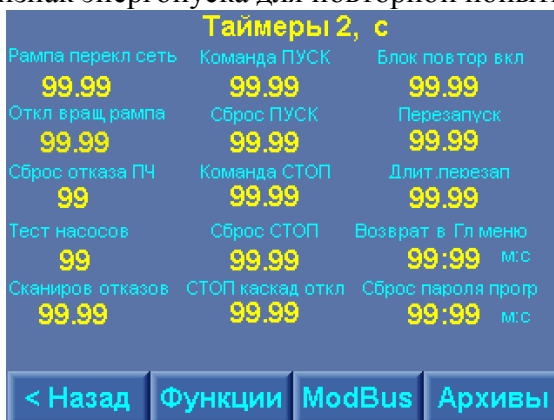 Таймеры 2, с
Рампа перекл сеть Команда ПУСК Блок повтор вкл
99.99 99.99 99.99
Откл вращ рампа Сброс ПУСК Перезапуск
99.99 99.99 99.99
Сброс отказа ПЧ Команда СТОП Длит.перезап
99 99.99 99.99
Тест насосов Сброс СТОП Возврат в Гл меню
99 99.99 99:99 м:с
Сканиров отказов СТОП каскад откл Сброс пароля прогр
99.99 99.99 99:99 м:с
< Назад Функции ModBus Архивы